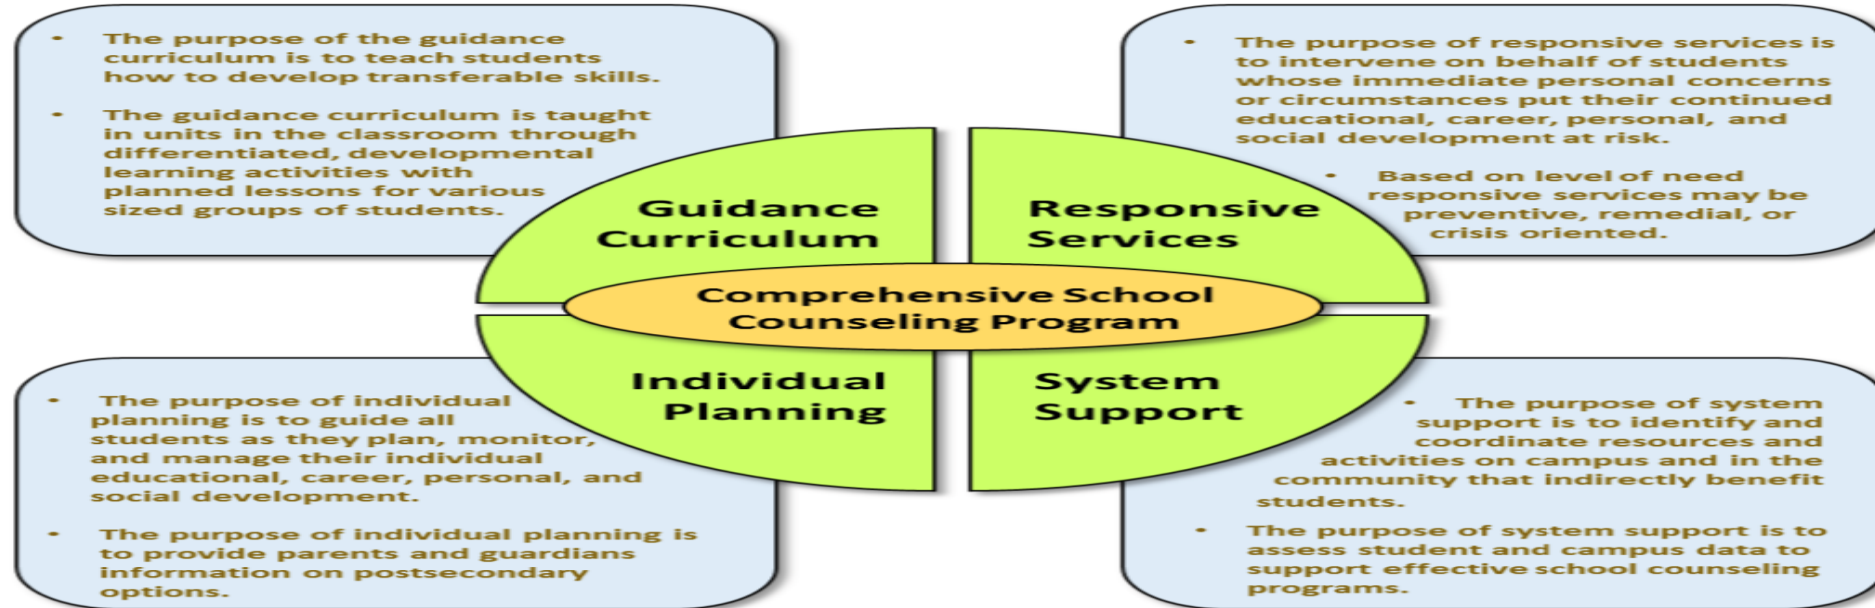 • The purpose of the guidance
curriculum is to teach students
how to develop transferable skills.
• The guidance curriculum is taught
in units in the classroom through
differentiated, developmental
learning activities with
planned lessons for various
sized groups of students.
• The purpose of responsive services is
to intervene on behalf of students
whose immediate personal concerns
or circumstances put their continued
educational, career, personal, and
social development at risk.
• Based on level of need
responsive services may be
preventive, remedial, or
crisis oriented.
Guidance
Curriculum
Responsive
Services
Comprehensive School
Counseling Program
Individual
Planning
System
Support
• The purpose of individual
planning is to guide all
students as they plan, monitor,
and manage their individual
educational, career, personal, and
social development.
• The purpose of individual planning is
to provide parents and guardians
information on postsecondary
options.
• The purpose of system
support is to identify and
coordinate resources and
activities on campus and in the
community that indirectly benefit
students.
• The purpose of system support is to
assess student and campus data to
support effective school counseling
programs.